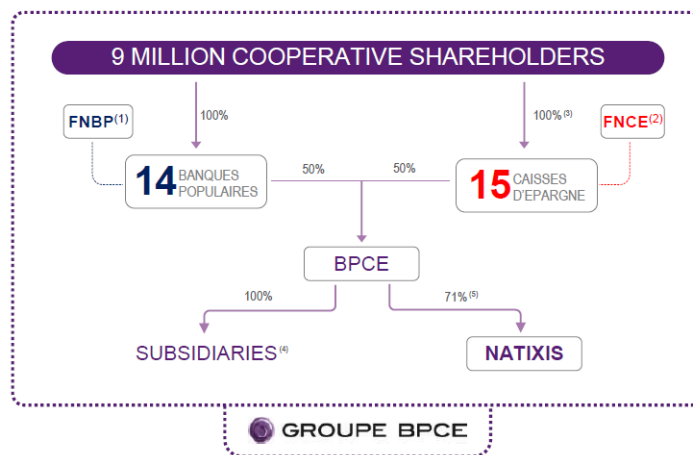 9 MILLION COOPERATIVE SHAREHOLDERS
100%
100% (3)
FNBP(1)
FNCE(2)
14 BANQUES
POPULAIRES
50%
50%
15 CAISSES
D'EPARGNE
BPCE
100%
71% (5)
SUBSIDIARIES (4)
NATIXIS
GROUPE BPCE